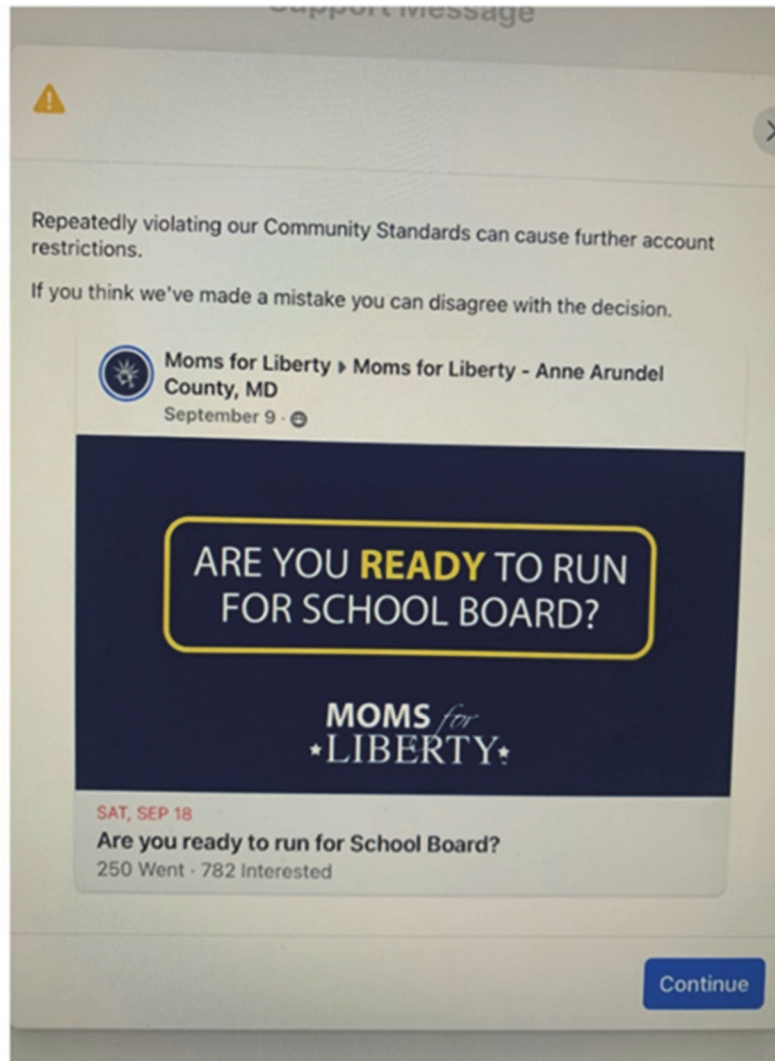 Support Message
Repeatedly violating our Community Standards can cause further account
restrictions.
If you think we've made a mistake you can disagree with the decision.
Moms for Liberty ▸ Moms for Liberty - Anne Arundel
County, MD
September 9 ·
ARE YOU READY TO RUN
FOR SCHOOL BOARD?
MOMS for
★LIBERTY★
SAT, SEP 18
Are you ready to run for School Board?
250 Went · 782 Interested
Continue